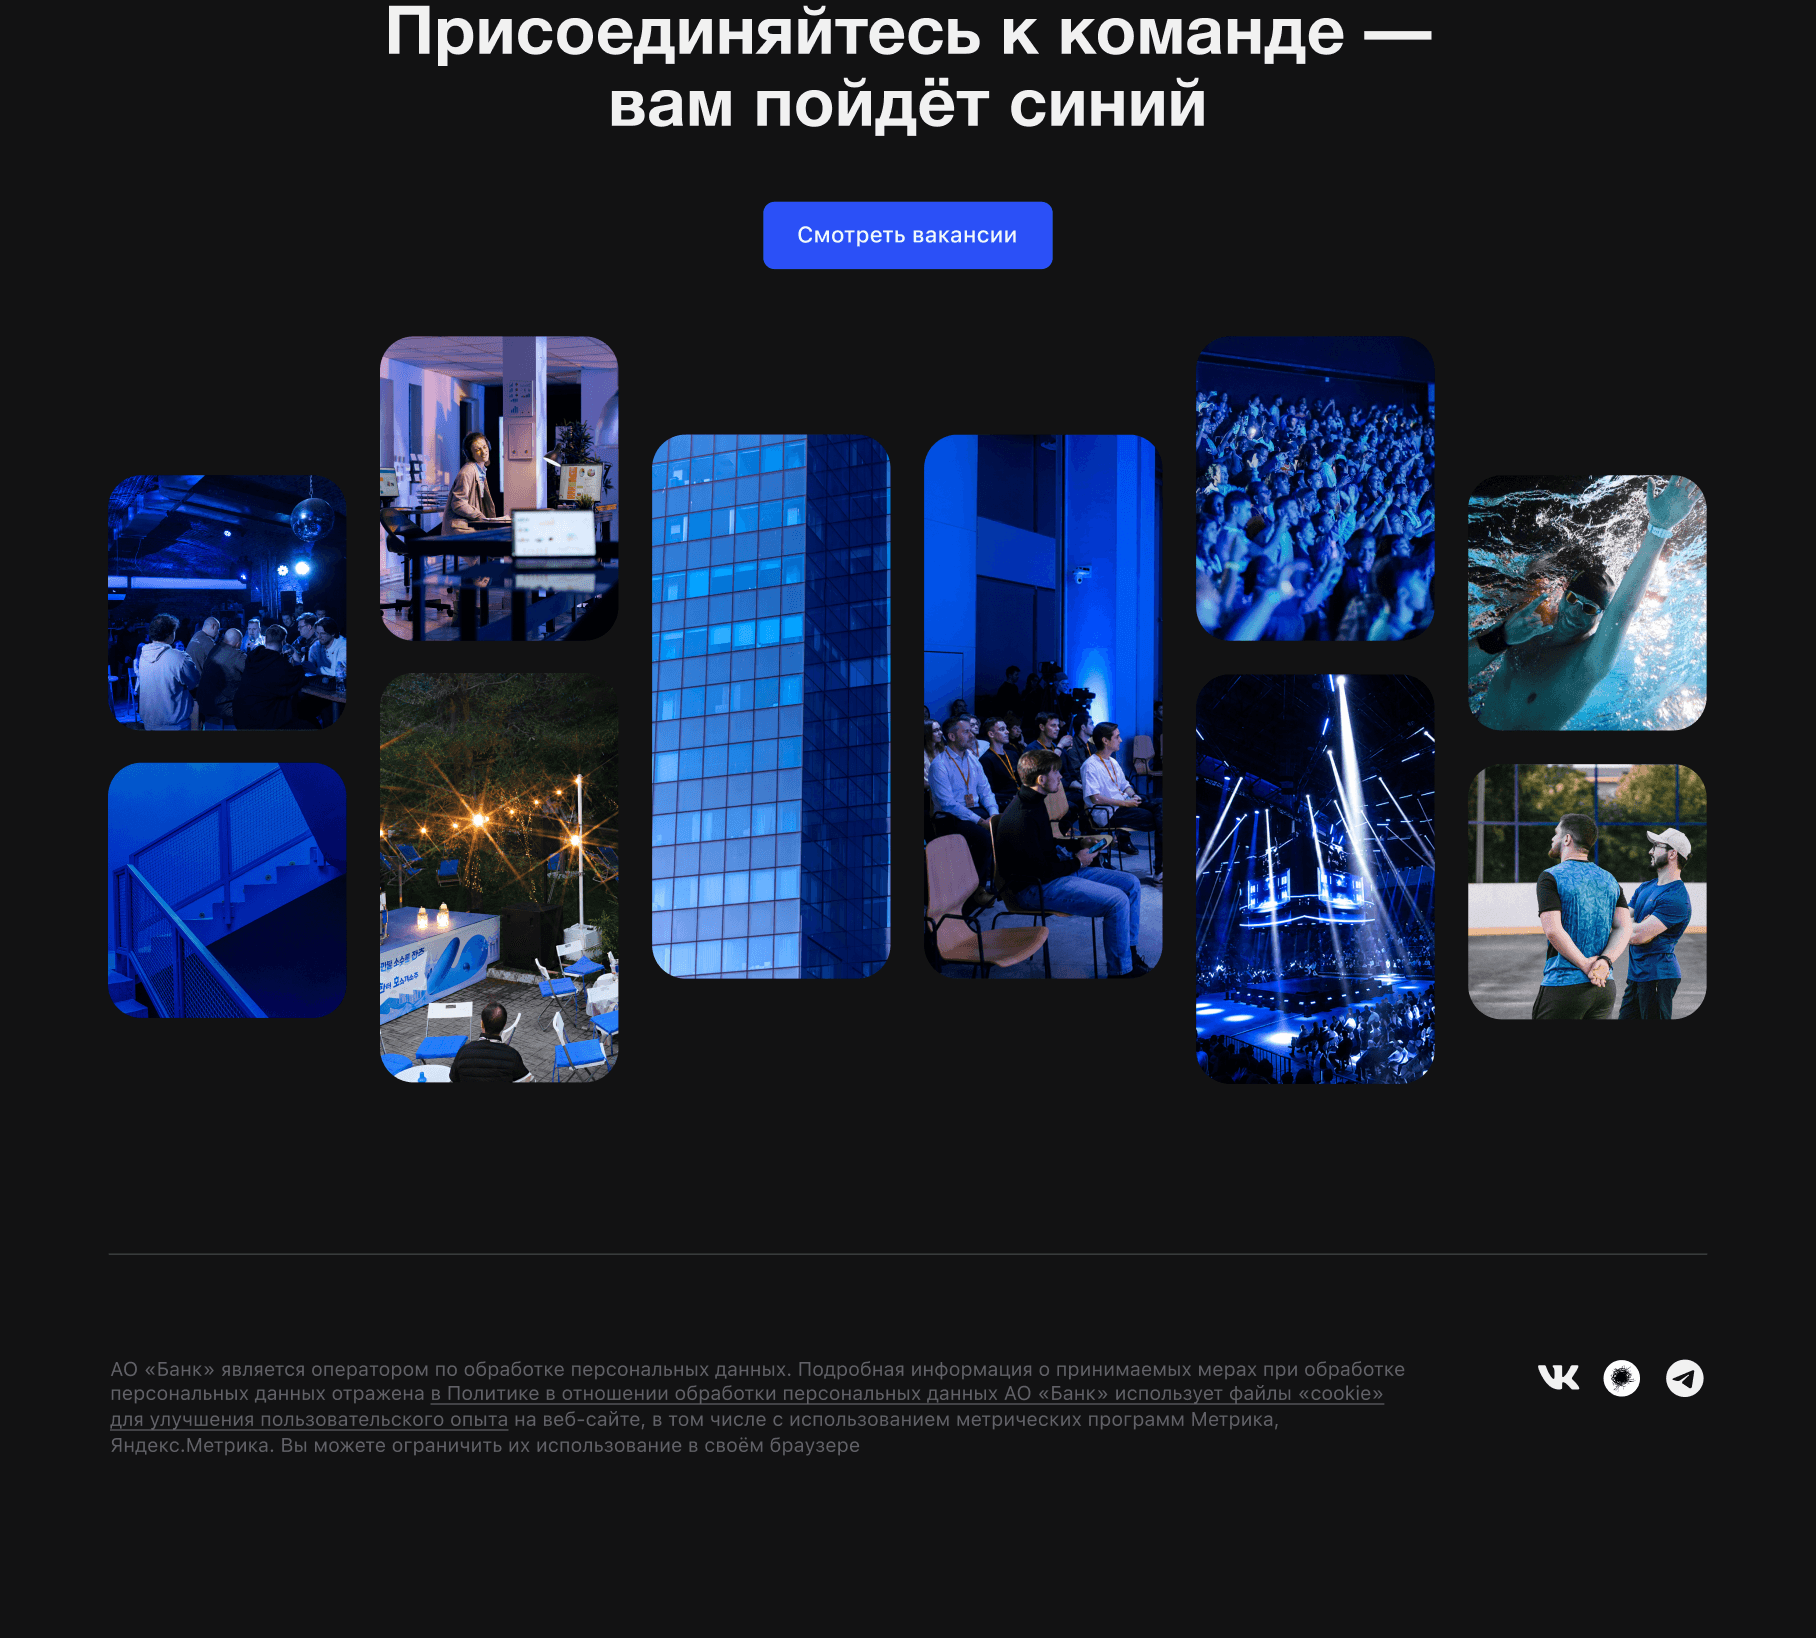 Присоединяйтесь к команде —
вам пойдёт синий
Смотреть вакансии
АО «Банк» является оператором по обработке персональных данных. Подробная информация о принимаемых мерах при обработке
персональных данных отражена в Политике в отношении обработки персональных данных АО «Банк» использует файлы «cookie»
для улучшения пользовательского опыта на веб-сайте, в том числе с использованием метрических программ Метрика,
Яндекс.Метрика. Вы можете ограничить их использование в своём браузере